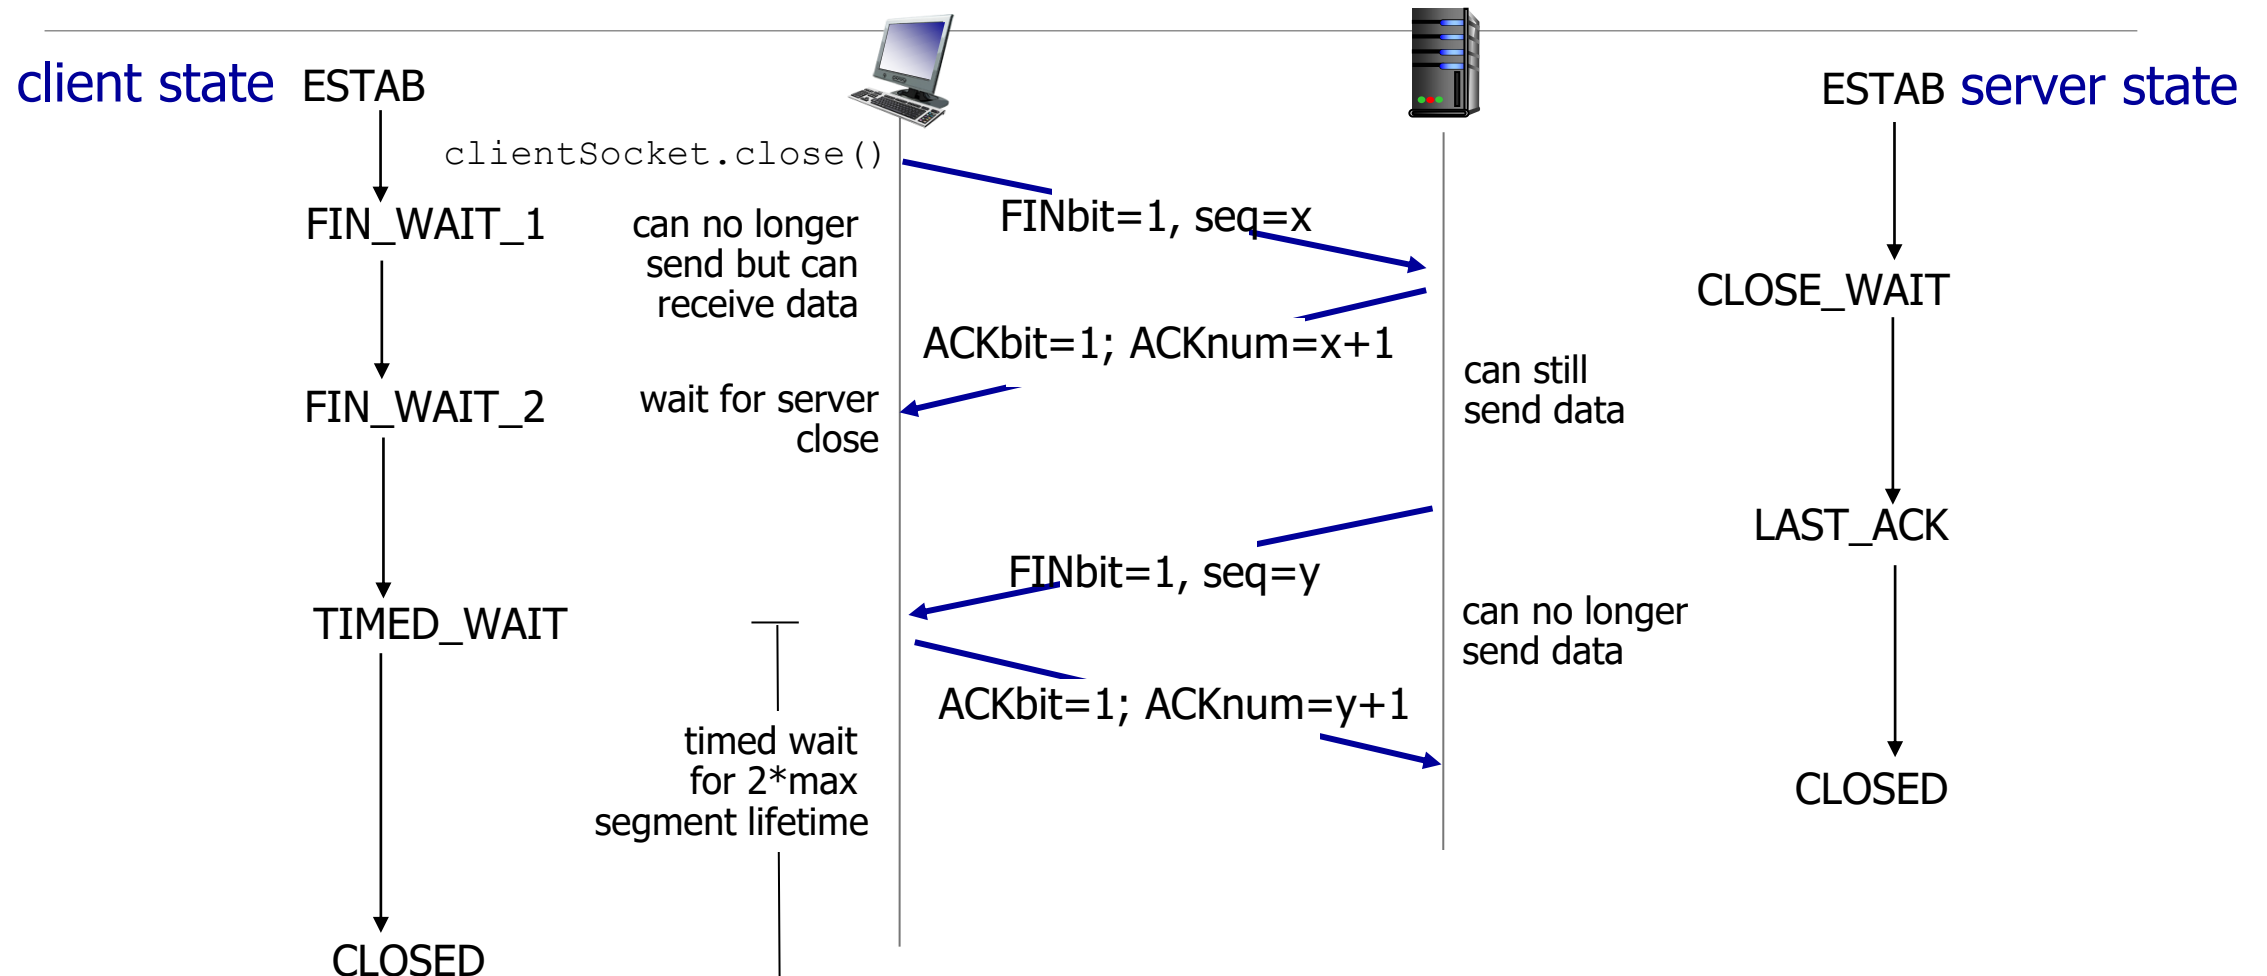 client state ESTAB
ESTAB server state
clientSocket.close()
FIN_WAIT_1
can no longer
send but can
receive data
FINbit=1, seq=x
CLOSE_WAIT
ACKbit=1; ACKnum=x+1
FIN_WAIT_2
wait for server
close
can still
send data
LAST_ACK
FINbit=1, seq=y
TIMED_WAIT
can no longer
send data
ACKbit=1; ACKnum=y+1
timed wait
for 2*max
segment lifetime
CLOSED
CLOSED